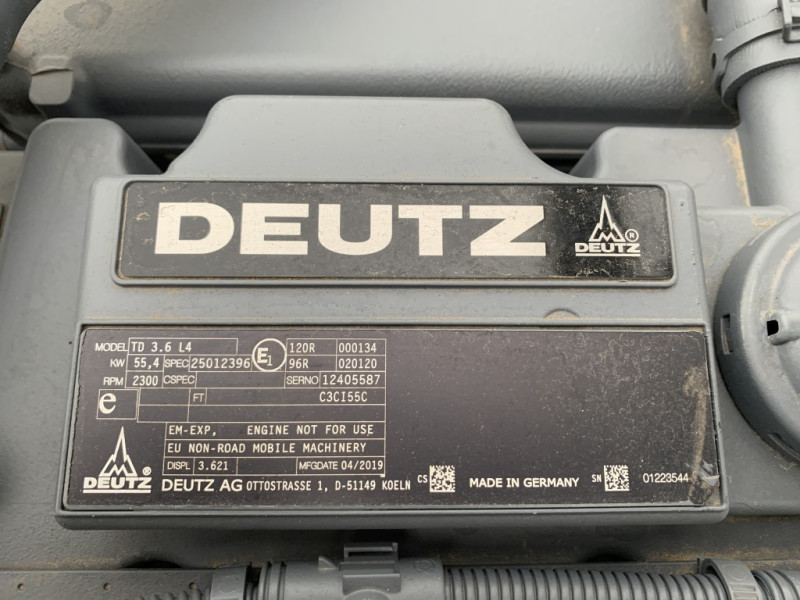 DEUTZ
DEUTZ ®
MODEL TD 3.6 L4 E1 120R 000134
KW 55,4 SPEC 25012396 96R 020120
RPM 2300 CSPEC SERNO 12405587
e FT C3CI55C
EM-EXP, ENGINE NOT FOR USE
EU NON-ROAD MOBILE MACHINERY
DISPL 3.621 MFGDATE 04/2019
DEUTZ ® DEUTZ AG OTTOSTRASSE 1, D-51149 KOELN CS MADE IN GERMANY SN 01223544